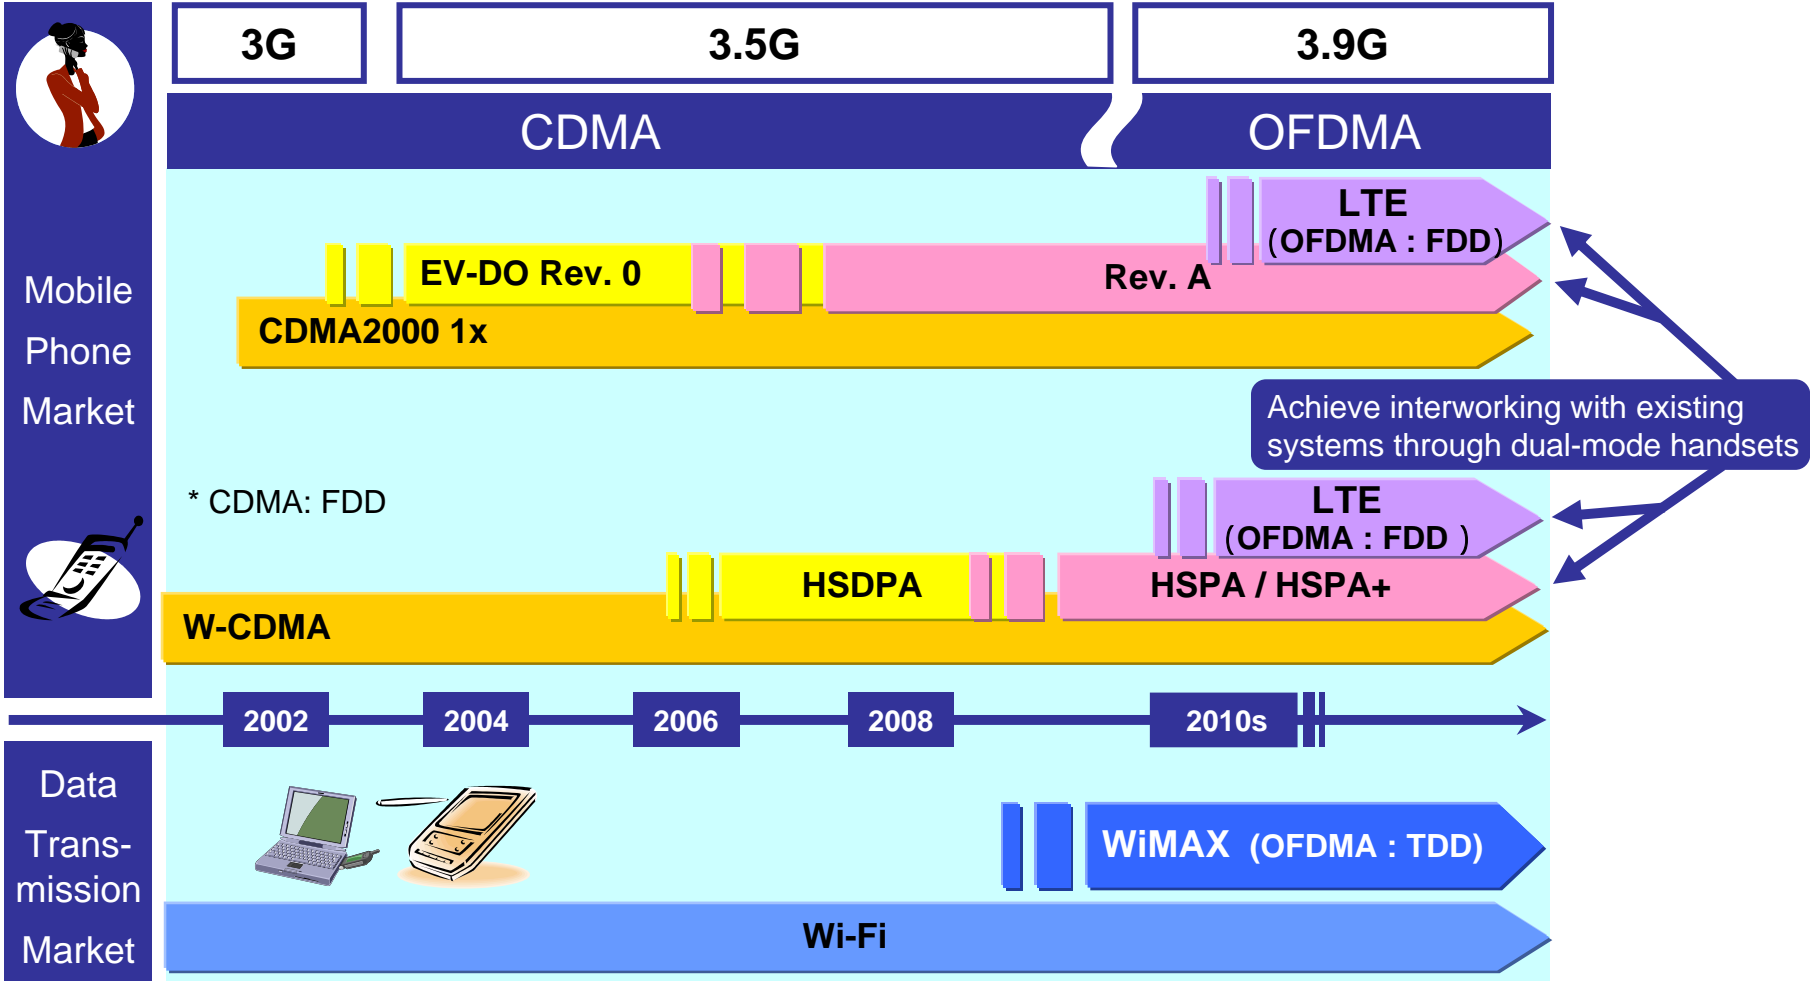 3G
3.5G
3.9G
CDMA
OFDMA
Mobile
Phone
Market
LTE
(OFDMA : FDD)
EV-DO Rev. 0
Rev. A
CDMA2000 1x
Achieve interworking with existing
systems through dual-mode handsets
* CDMA: FDD
LTE
(OFDMA : FDD )
HSDPA
HSPA / HSPA+
W-CDMA
2002
2004
2006
2008
2010s
Data
Trans-
mission
Market
WiMAX (OFDMA : TDD)
Wi-Fi